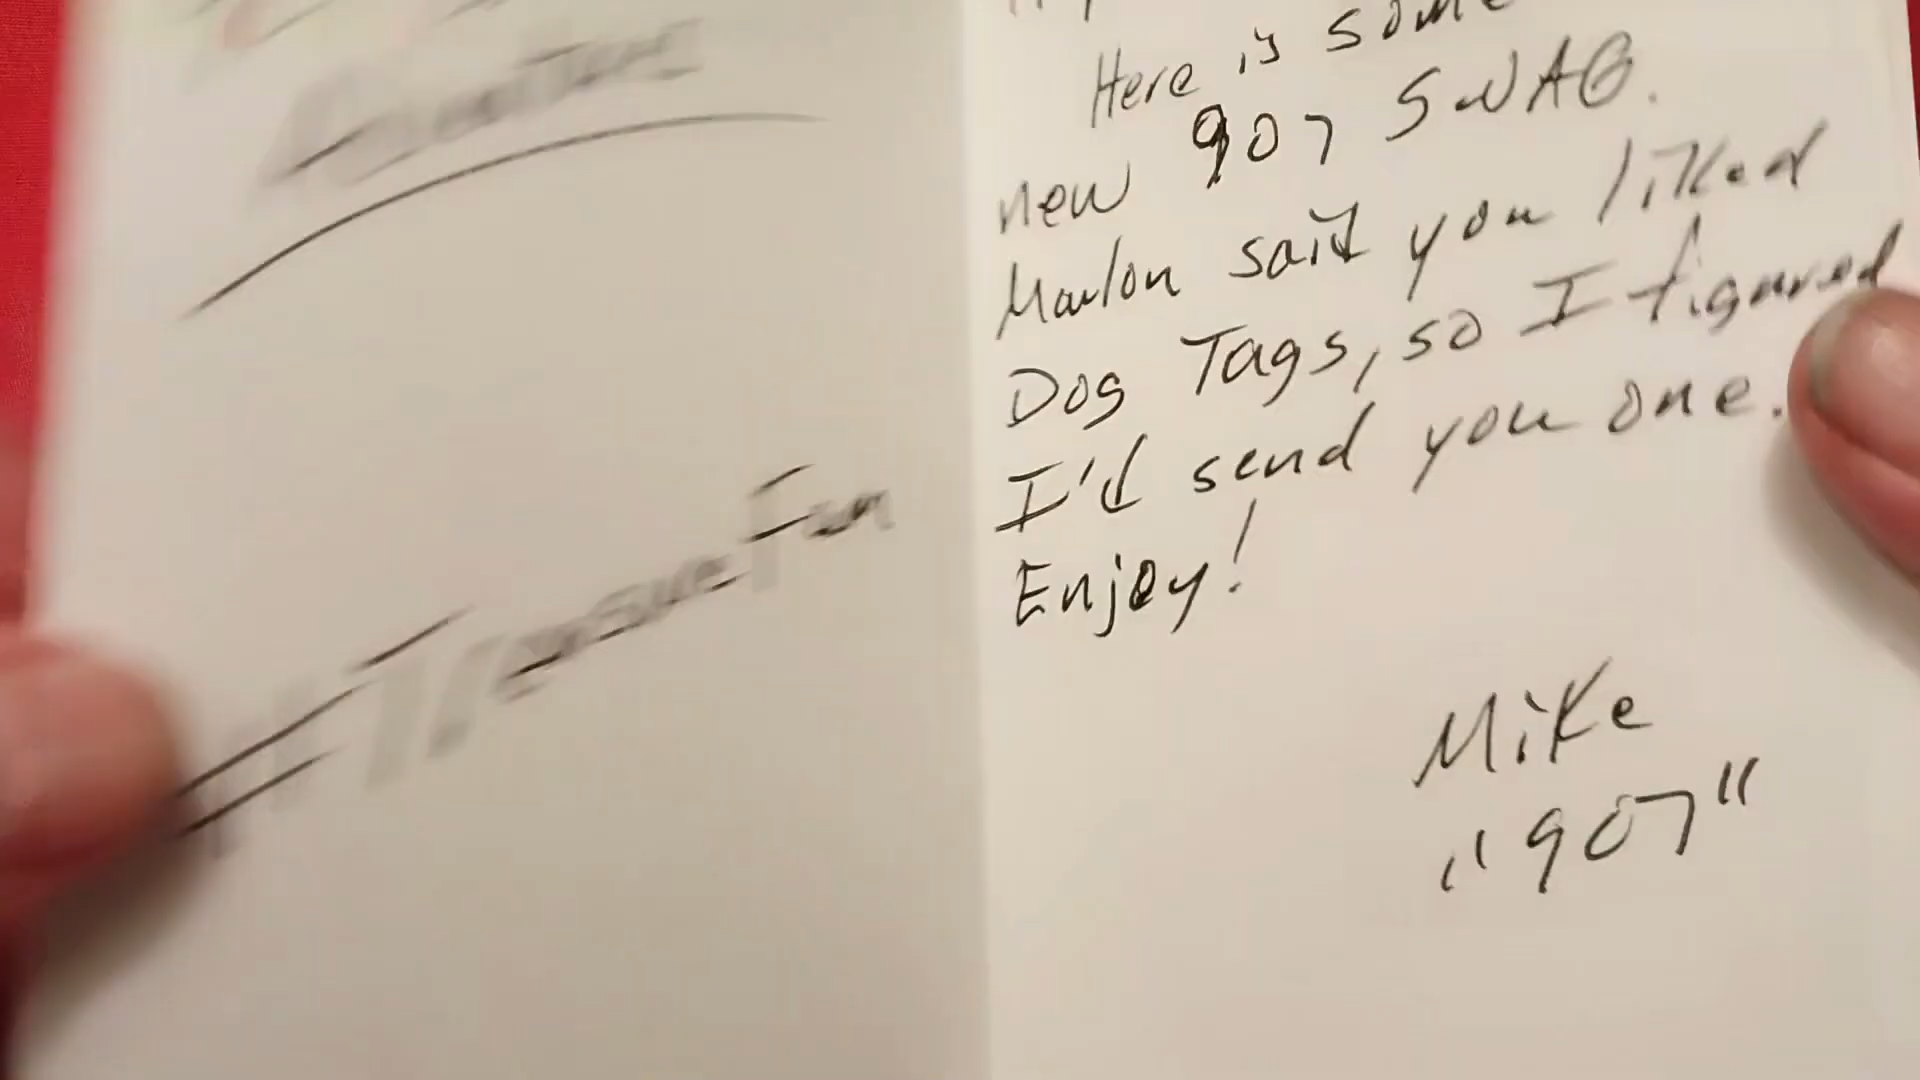 #TreasureFun
Here is some
new 907 SWAG.
Marlon said you liked
Dog Tags, so I figured
I'd send you one.
Enjoy!
Mike
"907"